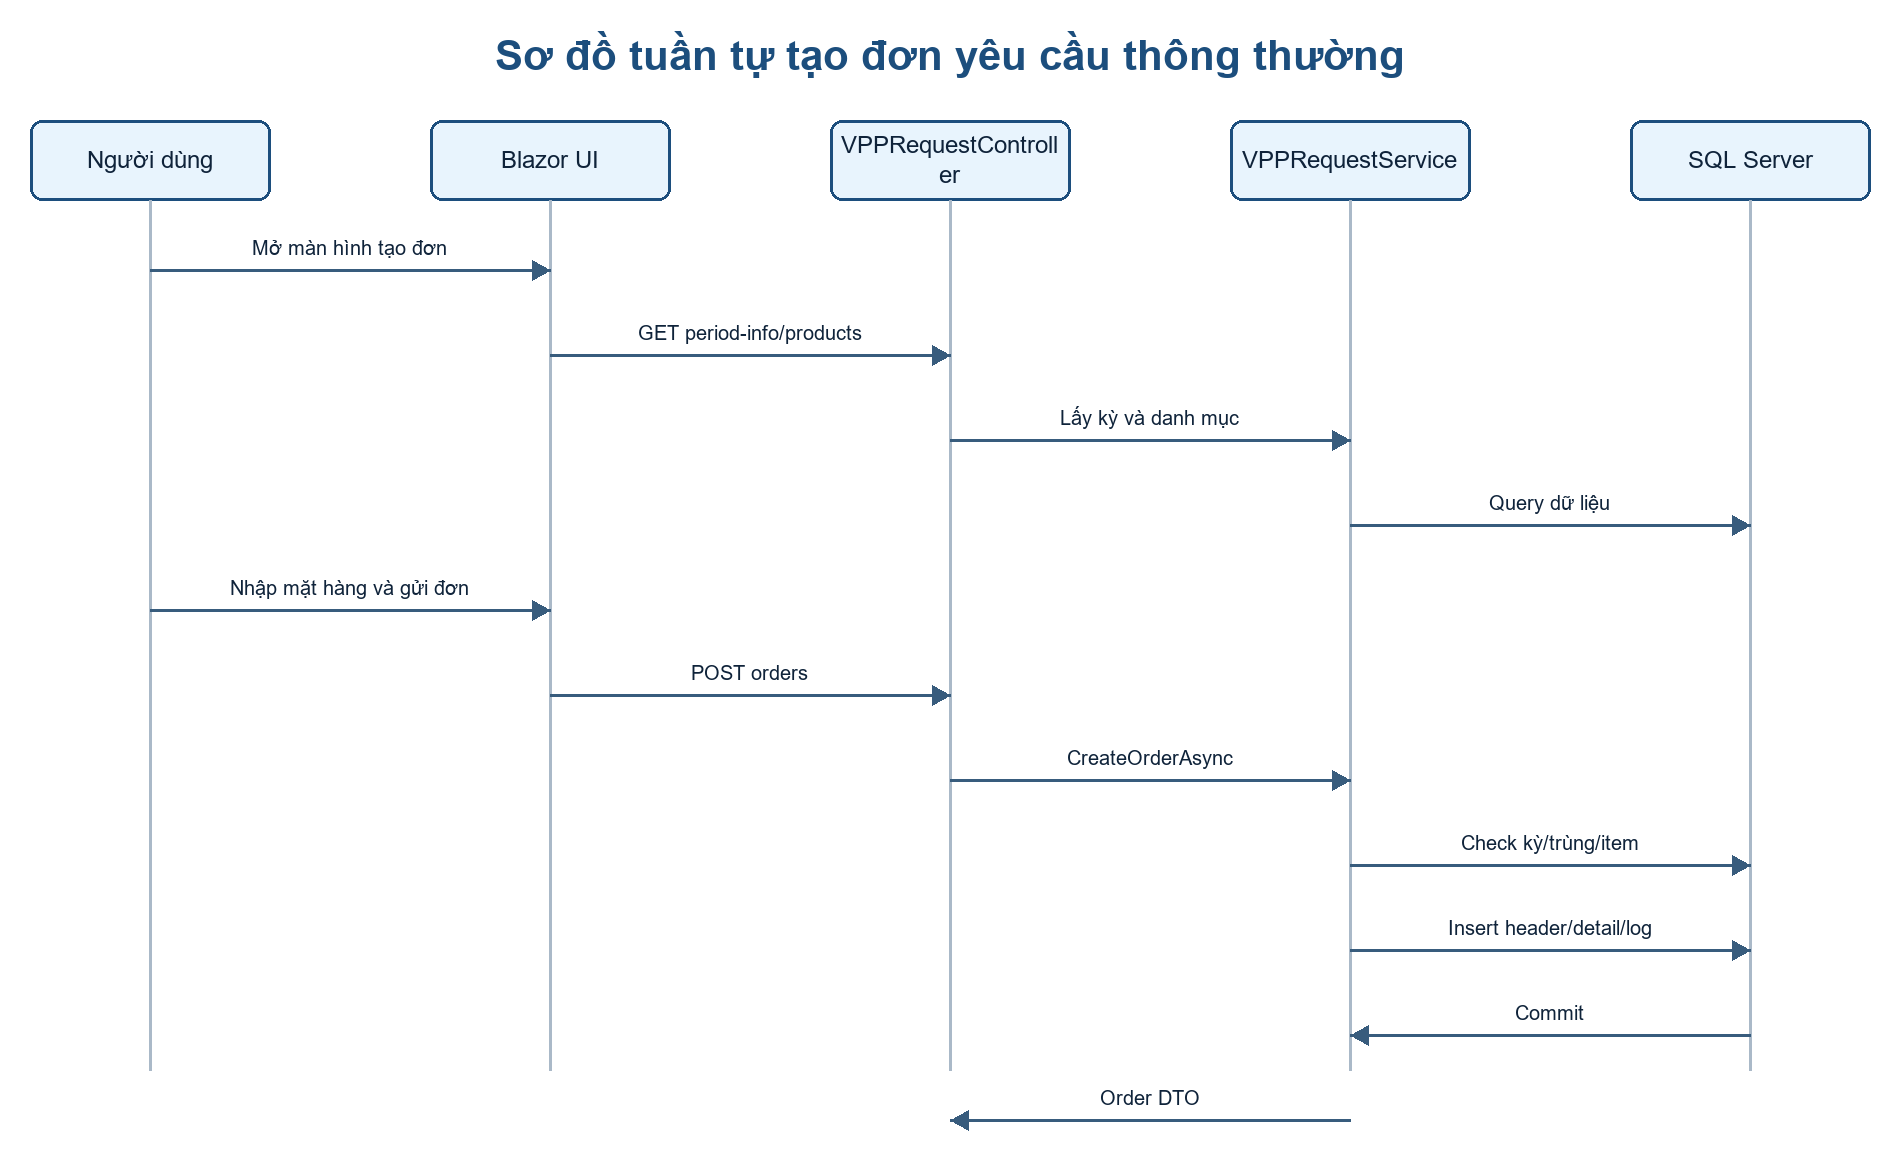 Sơ đồ tuần tự tạo đơn yêu cầu thông thường
Người dùng
Blazor UI
VPPRequestControll
er
VPPRequestService
SQL Server
Mở màn hình tạo đơn
GET period-info/products
Lấy kỳ và danh mục
Query dữ liệu
Nhập mặt hàng và gửi đơn
POST orders
CreateOrderAsync
Check kỳ/trùng/item
Insert header/detail/log
Commit
Order DTO